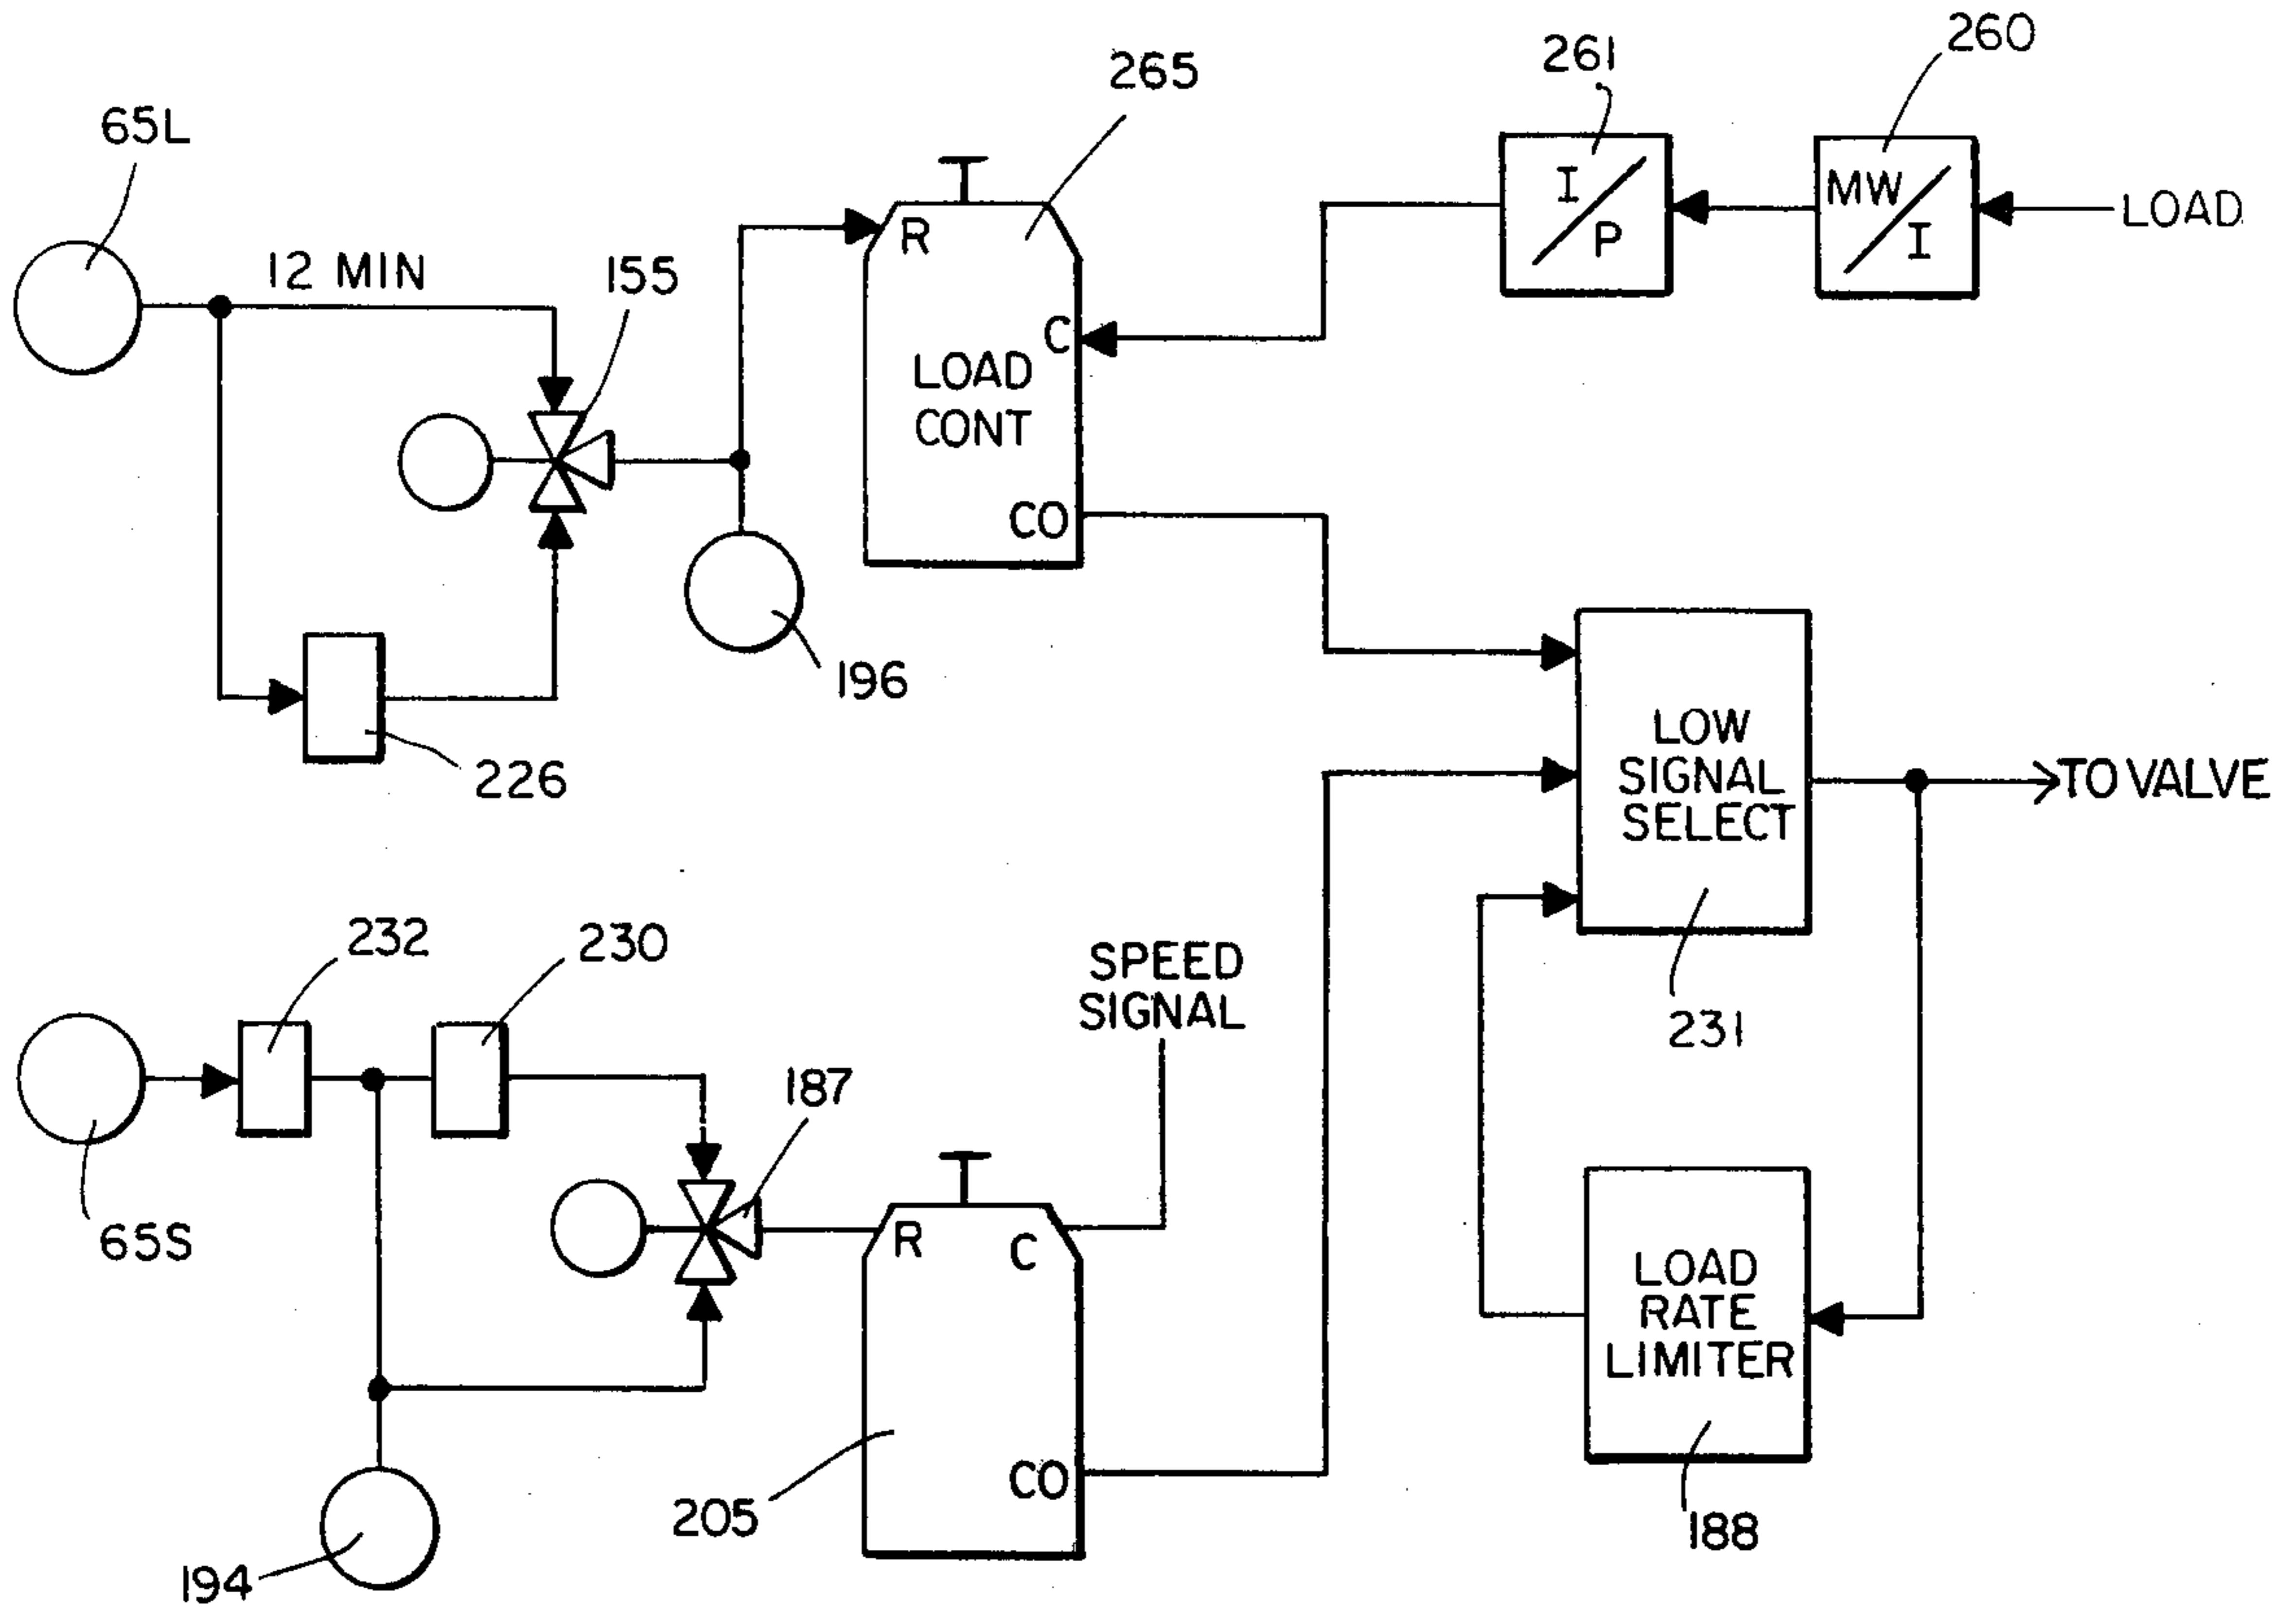 260
261
265
65L
I
P
MW
I
LOAD
R
12 MIN
155
C
LOAD
CONT
CO
196
226
LOW
SIGNAL
SELECT
TO VALVE
232
230
SPEED
SIGNAL
231
187
65S
R
C
LOAD
RATE
LIMITER
CO
205
188
194